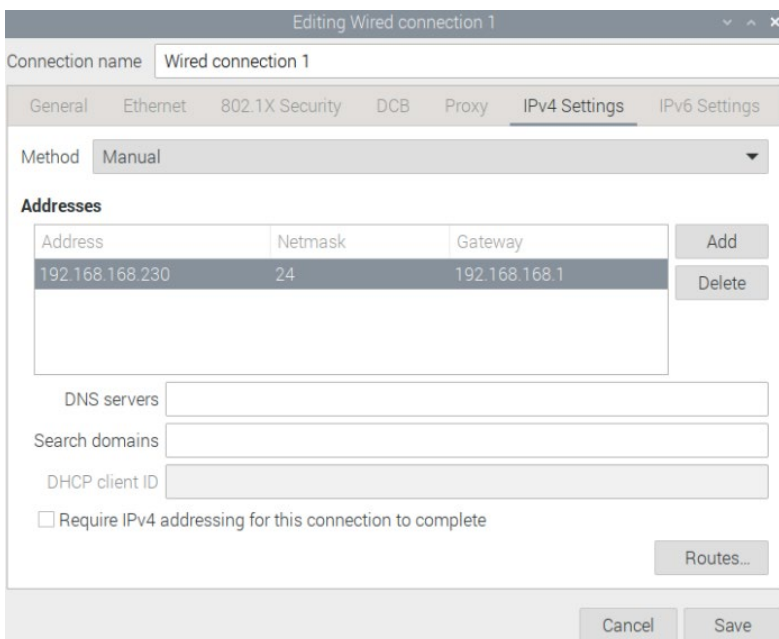 Editing Wired connection 1
Connection name Wired connection 1
General Ethernet 802.1X Security DCB Proxy IPv4 Settings IPv6 Settings
Method Manual
Addresses
Address Netmask Gateway Add
192.168.168.230 24 192.168.168.1
Delete
DNS servers
Search domains
DHCP client ID
Require IPv4 addressing for this connection to complete
Routes...
Cancel Save